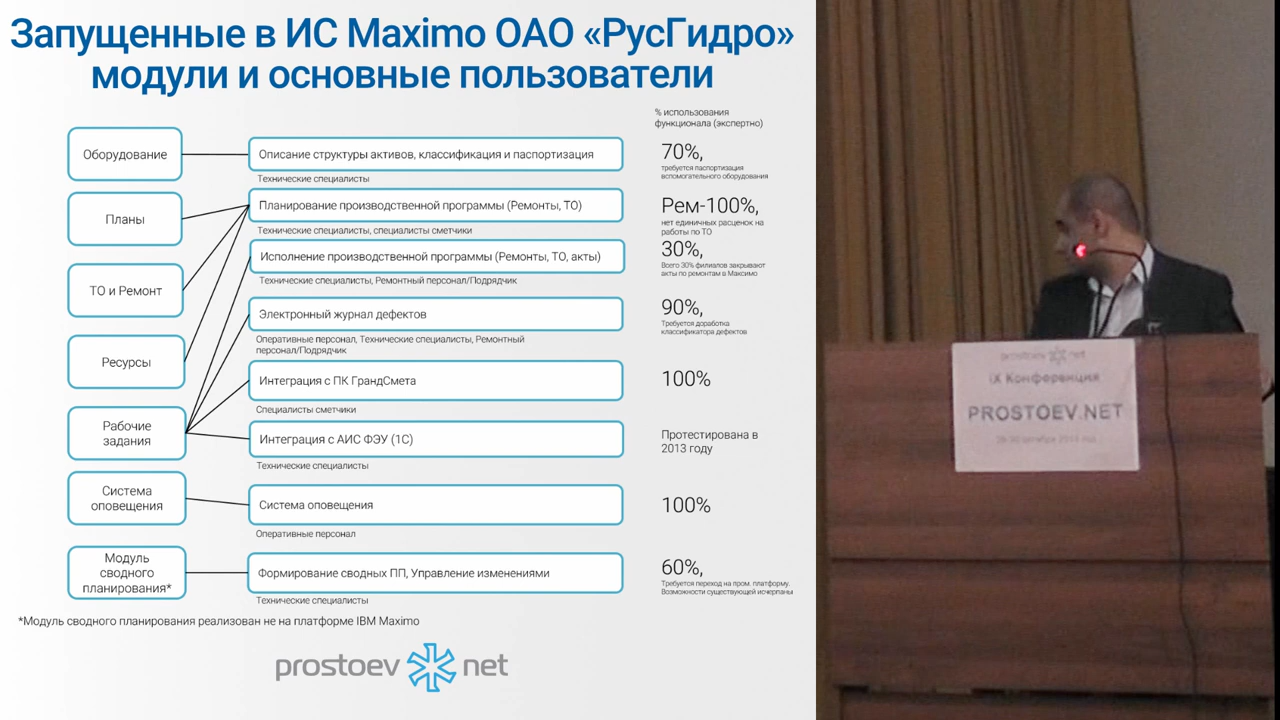 Запущенные в ИС Maximo ОАО «РусГидро»
модули и основные пользователи
% использования
функционала (экспертно)
Оборудование
Описание структуры активов, классификация и паспортизация
Технические специалисты
70%,
требуется паспортизация
вспомогательного оборудования
Планы
Планирование производственной программы (Ремонты, ТО)
Технические специалисты, специалисты сметчики
Рем-100%,
нет единичных расценок на
работы по ТО
Исполнение производственной программы (Ремонты, ТО, акты)
Технические специалисты, Ремонтный персонал/Подрядчик
30%,
Всего 30% филиалов закрывают
акты по ремонтам в Максимо
ТО и Ремонт
Электронный журнал дефектов
Оперативные персонал, Технические специалисты, Ремонтный
персонал/Подрядчик
90%,
Требуется доработка
классификатора дефектов
Ресурсы
Интеграция с ПК ГрандСмета
Специалисты сметчики
100%
Рабочие
задания
Интеграция с АИС ФЭУ (1С)
Технические специалисты
Протестирована в
2013 году
Система
оповещения
Система оповещения
Оперативные персонал
100%
Модуль
сводного
планирования*
Формирование сводных ПП, Управление изменениями
Технические специалисты
60%,
Требуется переход на пром. платформу.
Возможности существующей исчерпаны
*Модуль сводного планирования реализован не на платформе IBM Maximo
prostoev net
prostoev net
IX Конференция
PROSTOEV.NET